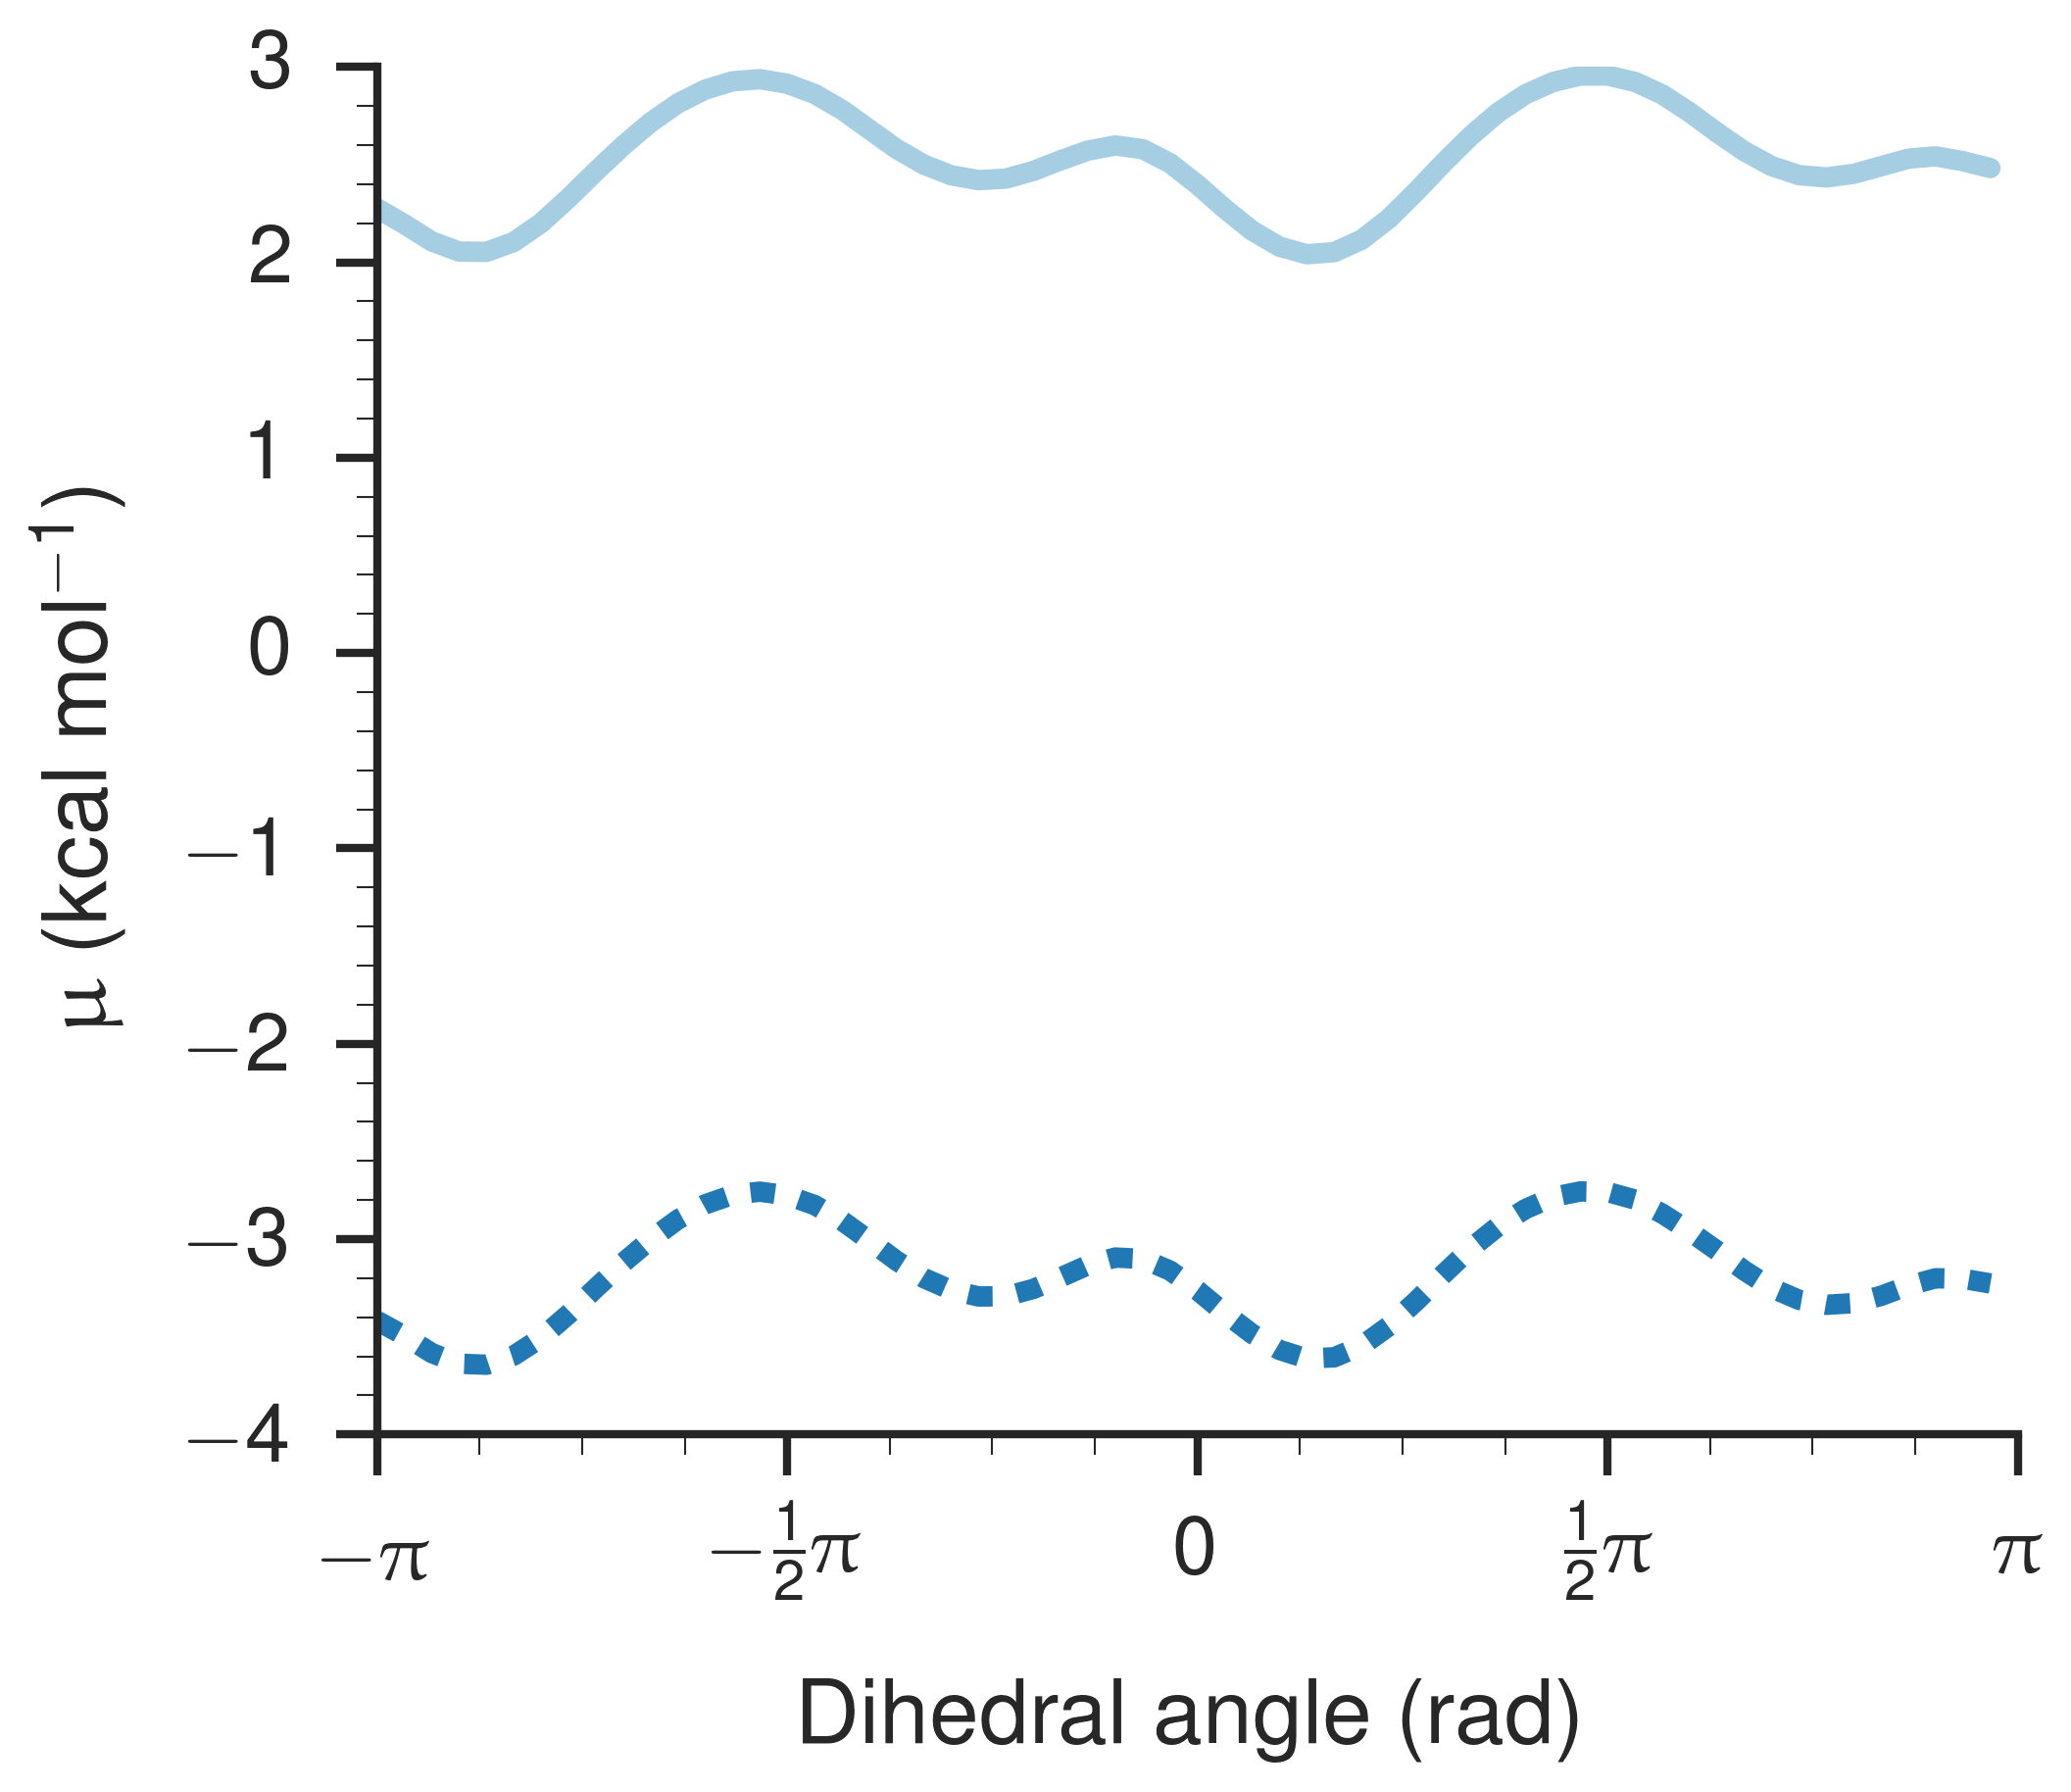 3
2
1
0
−1
−2
−3
−4
μ (kcal mol⁻¹)
−π
−½π
0
½π
π
Dihedral angle (rad)